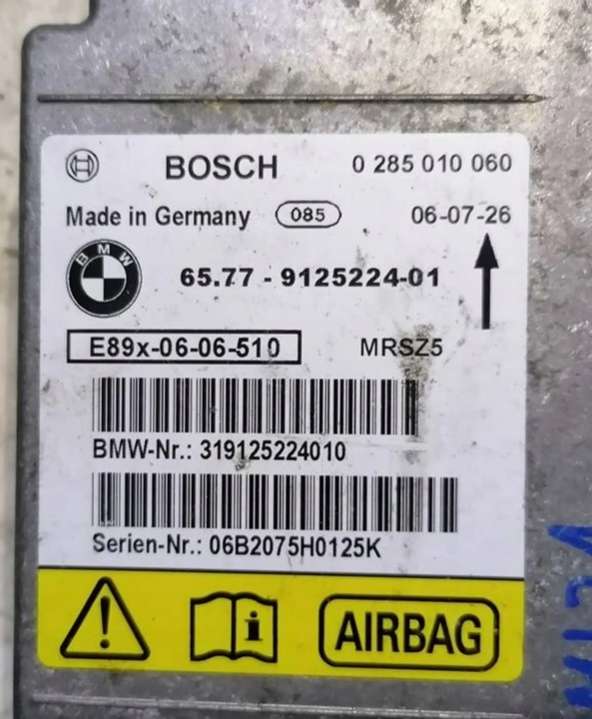 BOSCH 0 285 010 060
Made in Germany 085 06-07-26
BMW
65.77 - 9125224-01
E89x-06-06-510 MRSZ5
BMW-Nr.: 319125224010
Serien-Nr.: 06B2075H0125K
AIRBAG